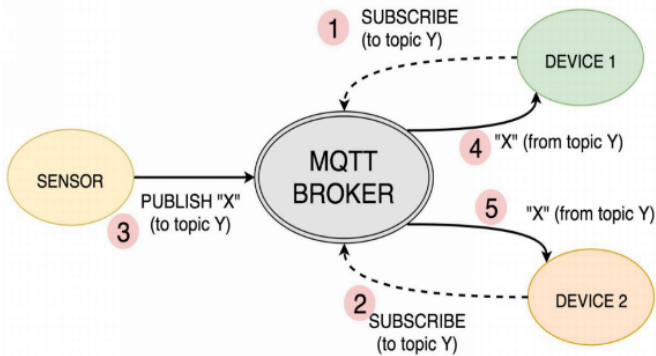 1
SUBSCRIBE
(to topic Y)
DEVICE 1
4
"X" (from topic Y)
MQTT
BROKER
SENSOR
PUBLISH "X"
(to topic Y)
3
5
"X" (from topic Y)
DEVICE 2
2
SUBSCRIBE
(to topic Y)